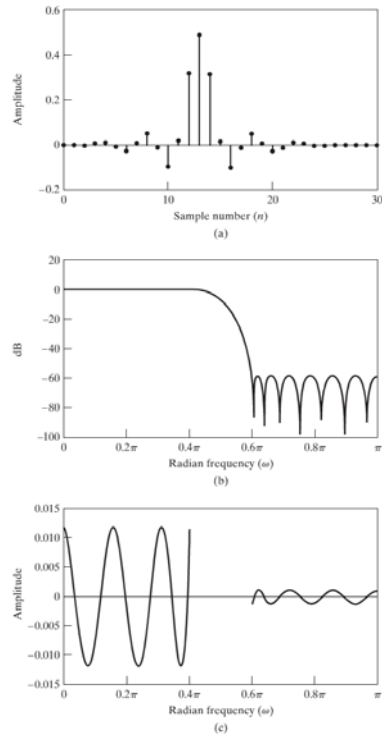 0.6
0.4
0.2
0
−0.2
Amplitude
0 10 20 30
Sample number (n)
(a)
20
0
−20
−40
−60
−80
−100
dB
0 0.2π 0.4π 0.6π 0.8π π
Radian frequency (ω)
(b)
0.015
0.010
0.005
0
−0.005
−0.010
−0.015
Amplitude
0 0.2π 0.4π 0.6π 0.8π π
Radian frequency (ω)
(c)